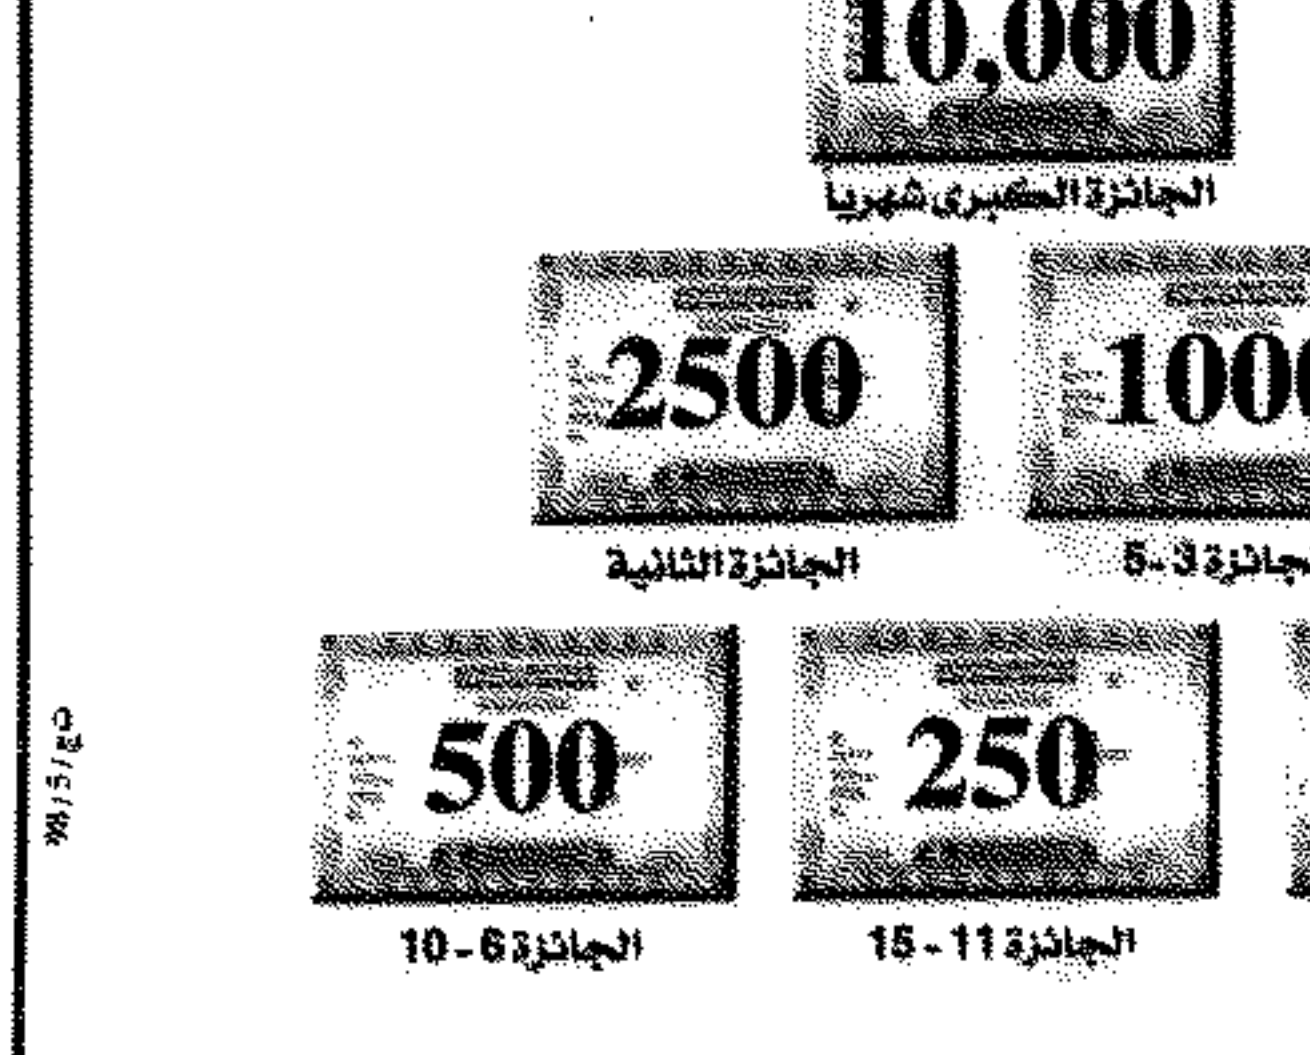 10,000
الجائزة الكبرى شهريا
1000
2500
الجائزة 3 - 5
الجائزة الثانية
250
500
الجائزة 11 - 15
الجائزة 6 - 10